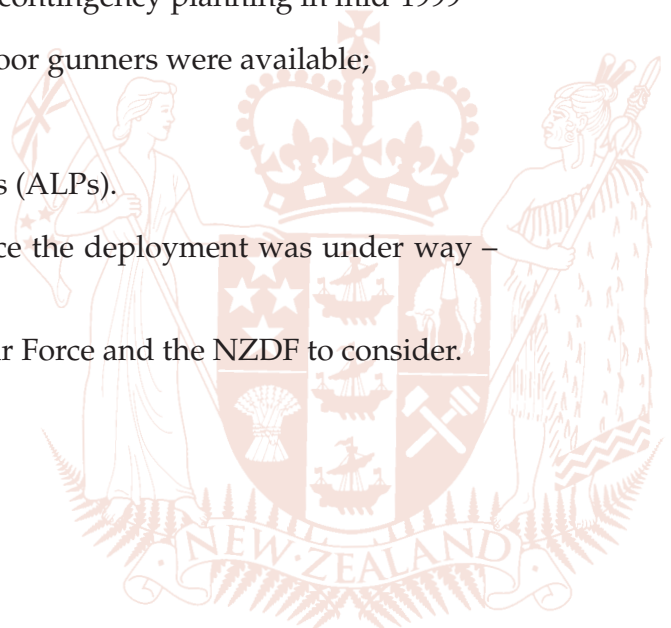 contingency planning in mid-1999
oor gunners were available;
s (ALPs).
ce the deployment was under way –
ir Force and the NZDF to consider.
NEW·ZEALAND